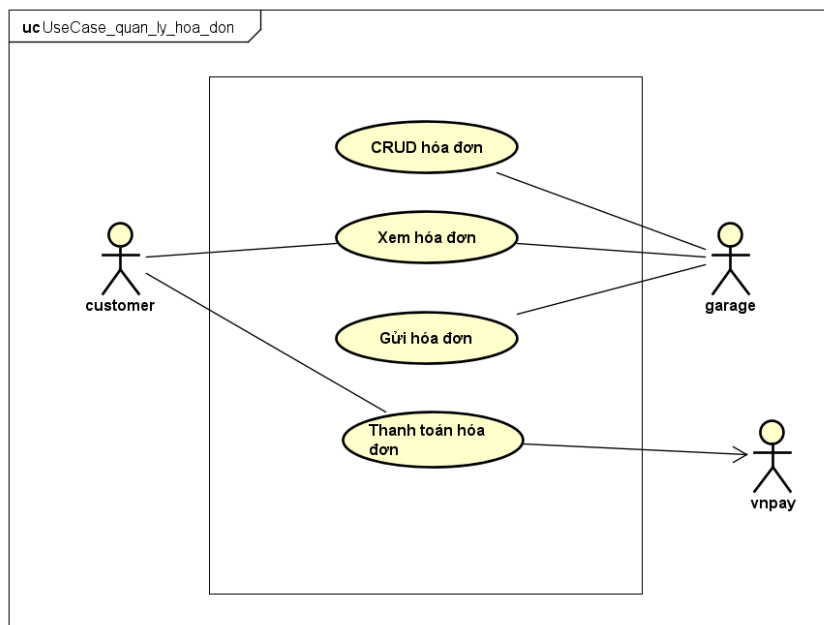 uc UseCase_quan_ly_hoa_don
CRUD hóa đơn
Xem hóa đơn
customer
garage
Gửi hóa đơn
Thanh toán hóa
đơn
vnpay